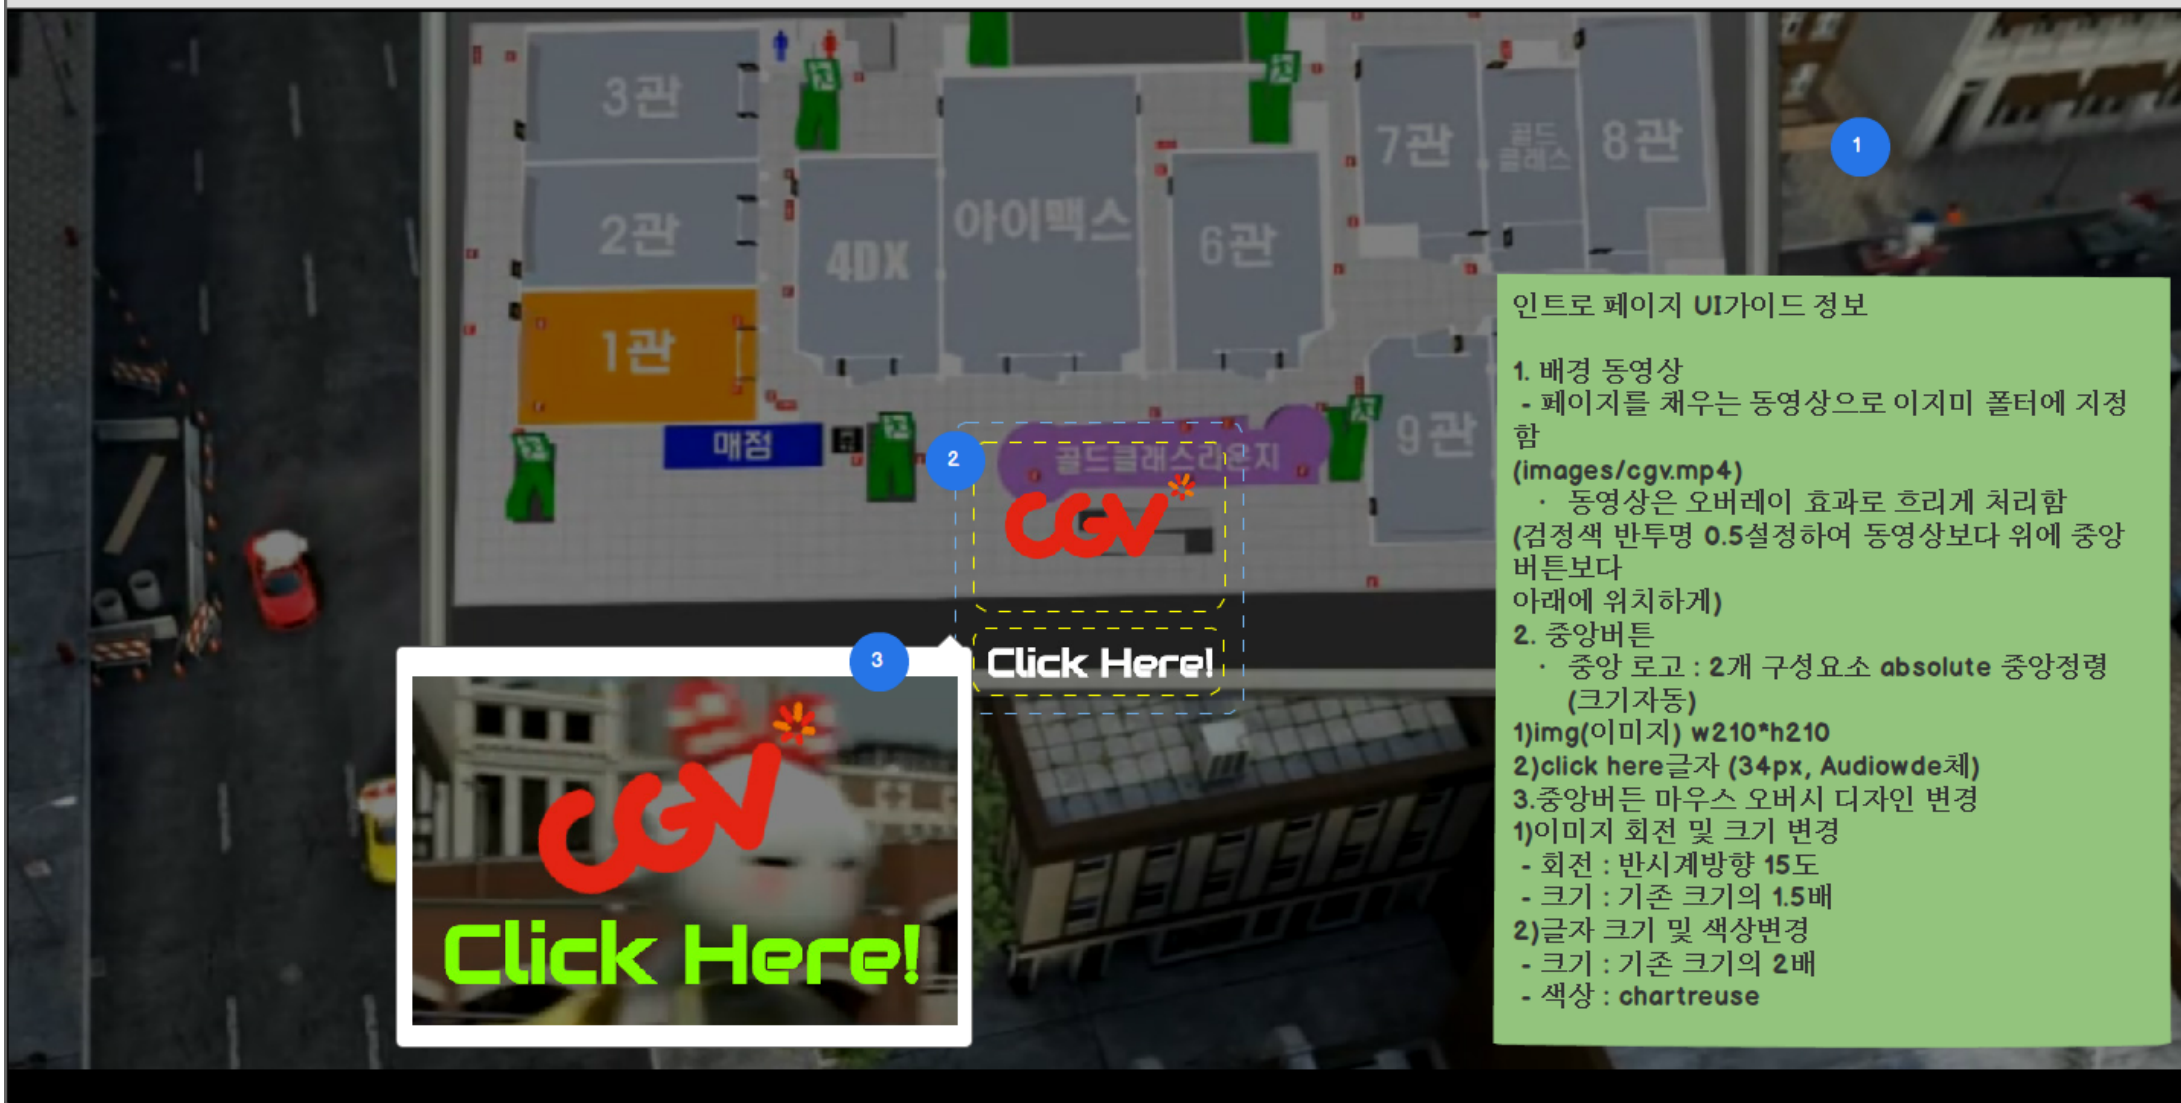 3관
2관
1관
4DX
아이맥스
6관
7관
골드
클래스
8관
9관
매점
골드클래스라운지
1
2
CGV
Click Here!
3
CGV
Click Here!
인트로 페이지 UI가이드 정보
1. 배경 동영상
- 페이지를 채우는 동영상으로 이지미 폴터에 지정
함
(images/cgv.mp4)
· 동영상은 오버레이 효과로 흐리게 처리함
(검정색 반투명 0.5설정하여 동영상보다 위에 중앙
버튼보다
아래에 위치하게)
2. 중앙버튼
· 중앙 로고 : 2개 구성요소 absolute 중앙정령
(크기자동)
1)img(이미지) w210*h210
2)click here글자 (34px, Audiowde체)
3.중앙버든 마우스 오버시 디자인 변경
1)이미지 회전 및 크기 변경
- 회전 : 반시계방향 15도
- 크기 : 기존 크기의 1.5배
2)글자 크기 및 색상변경
- 크기 : 기존 크기의 2배
- 색상 : chartreuse